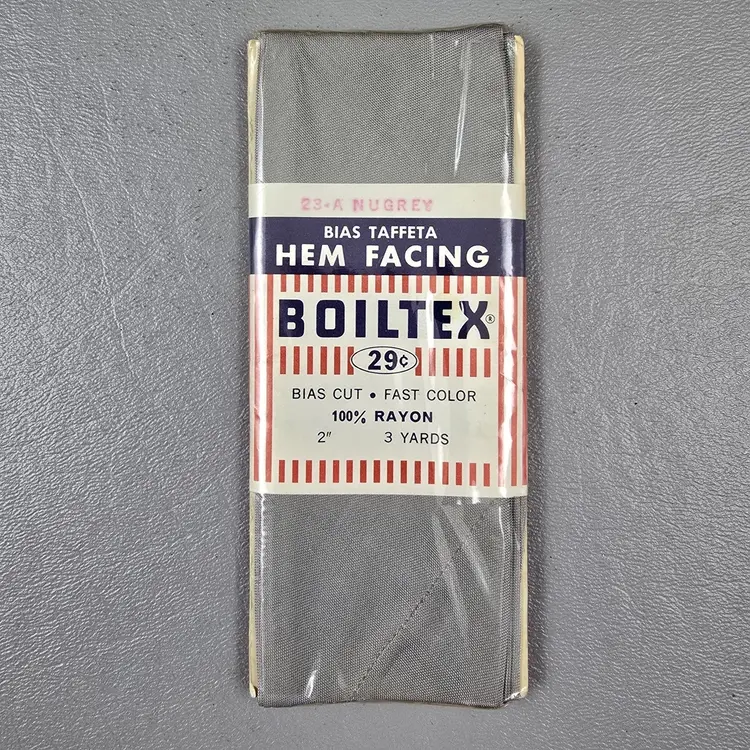 23-A NUGREY
BIAS TAFFETA
HEM FACING
BOILTEX®
29¢
BIAS CUT • FAST COLOR
100% RAYON
2" 3 YARDS